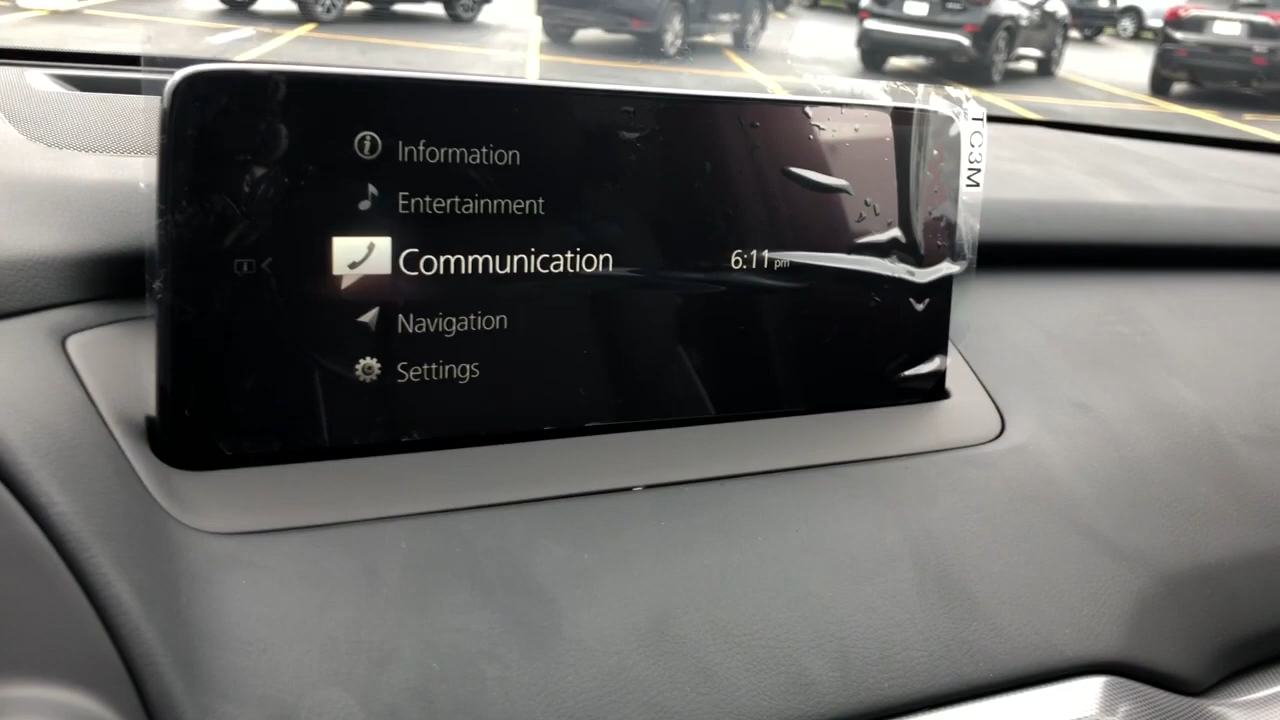 Information
Entertainment
Communication
6:11 pm
Navigation
Settings
TC3M